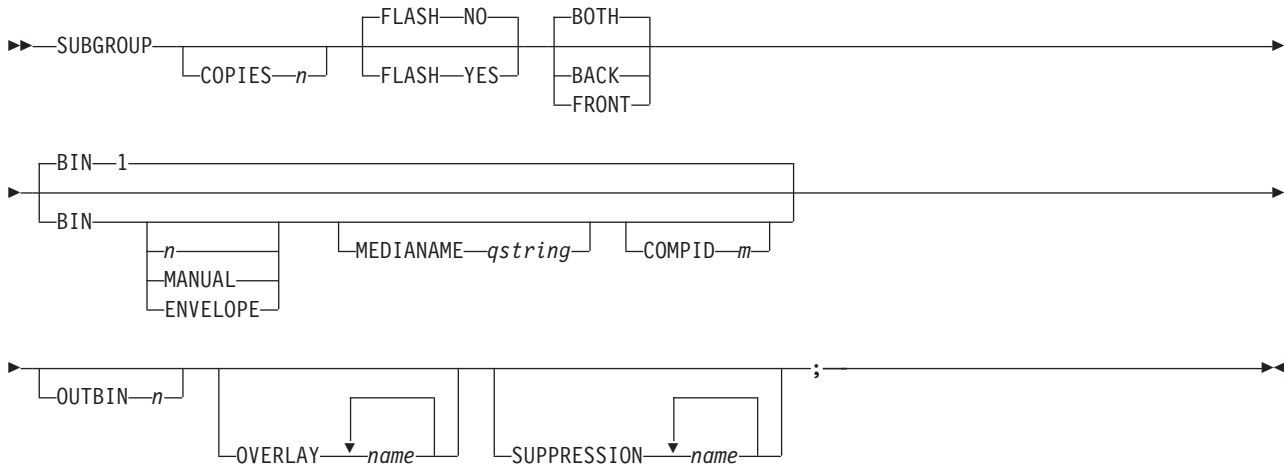 FLASH NO BOTH
SUBGROUP
COPIES n FLASH YES BACK
FRONT
BIN 1
BIN
n MEDIANAME qstring COMPID m
MANUAL
ENVELOPE
;
OUTBIN n
OVERLAY name SUPPRESSION name